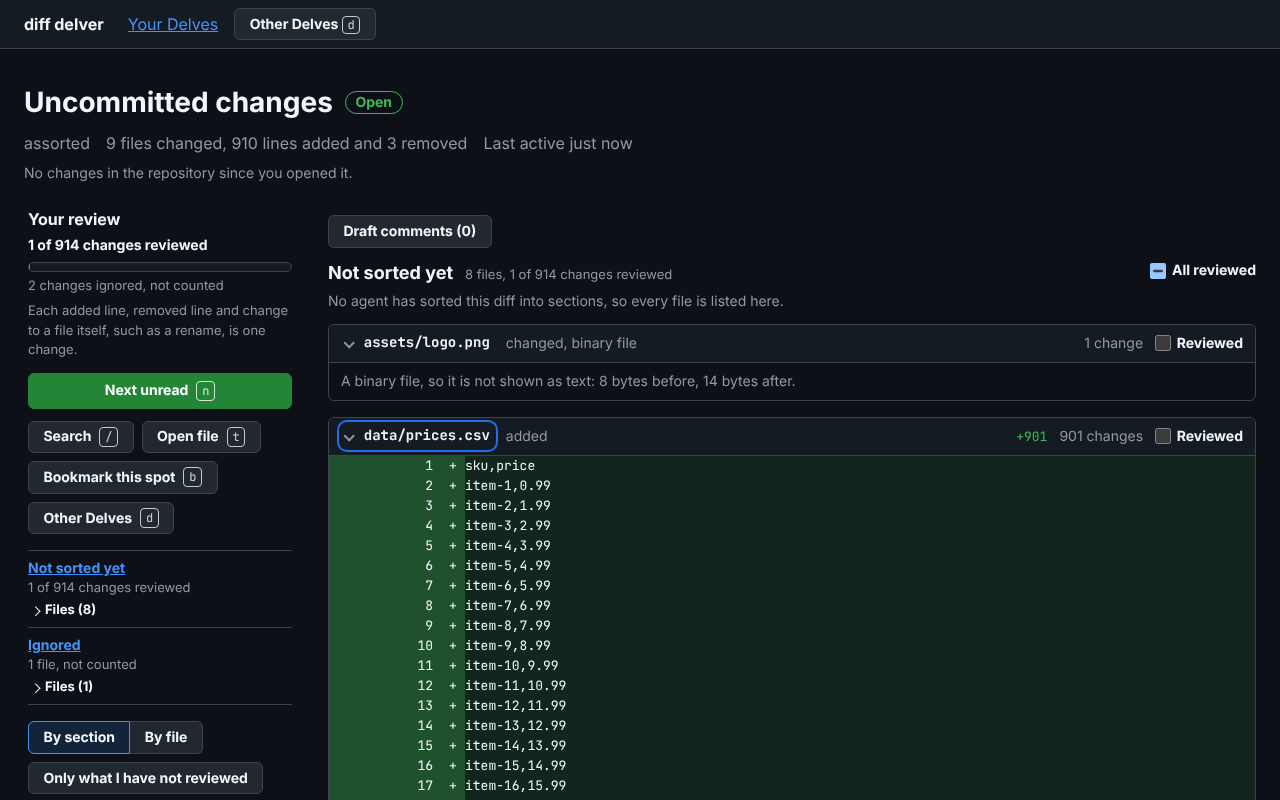 diff delver Your Delves Other Delves d
Uncommitted changes Open
assorted 9 files changed, 910 lines added and 3 removed Last active just now
No changes in the repository since you opened it.
Your review
1 of 914 changes reviewed
2 changes ignored, not counted
Each added line, removed line and change
to a file itself, such as a rename, is one
change.
Next unread n
Search / Open file t
Bookmark this spot b
Other Delves d
Not sorted yet
1 of 914 changes reviewed
Files (8)
Ignored
1 file, not counted
Files (1)
By section By file
Only what I have not reviewed
Draft comments (0)
Not sorted yet 8 files, 1 of 914 changes reviewed All reviewed
No agent has sorted this diff into sections, so every file is listed here.
assets/logo.png changed, binary file 1 change Reviewed
A binary file, so it is not shown as text: 8 bytes before, 14 bytes after.
data/prices.csv added +901 901 changes Reviewed
1 + sku,price
2 + item-1,0.99
3 + item-2,1.99
4 + item-3,2.99
5 + item-4,3.99
6 + item-5,4.99
7 + item-6,5.99
8 + item-7,6.99
9 + item-8,7.99
10 + item-9,8.99
11 + item-10,9.99
12 + item-11,10.99
13 + item-12,11.99
14 + item-13,12.99
15 + item-14,13.99
16 + item-15,14.99
17 + item-16,15.99